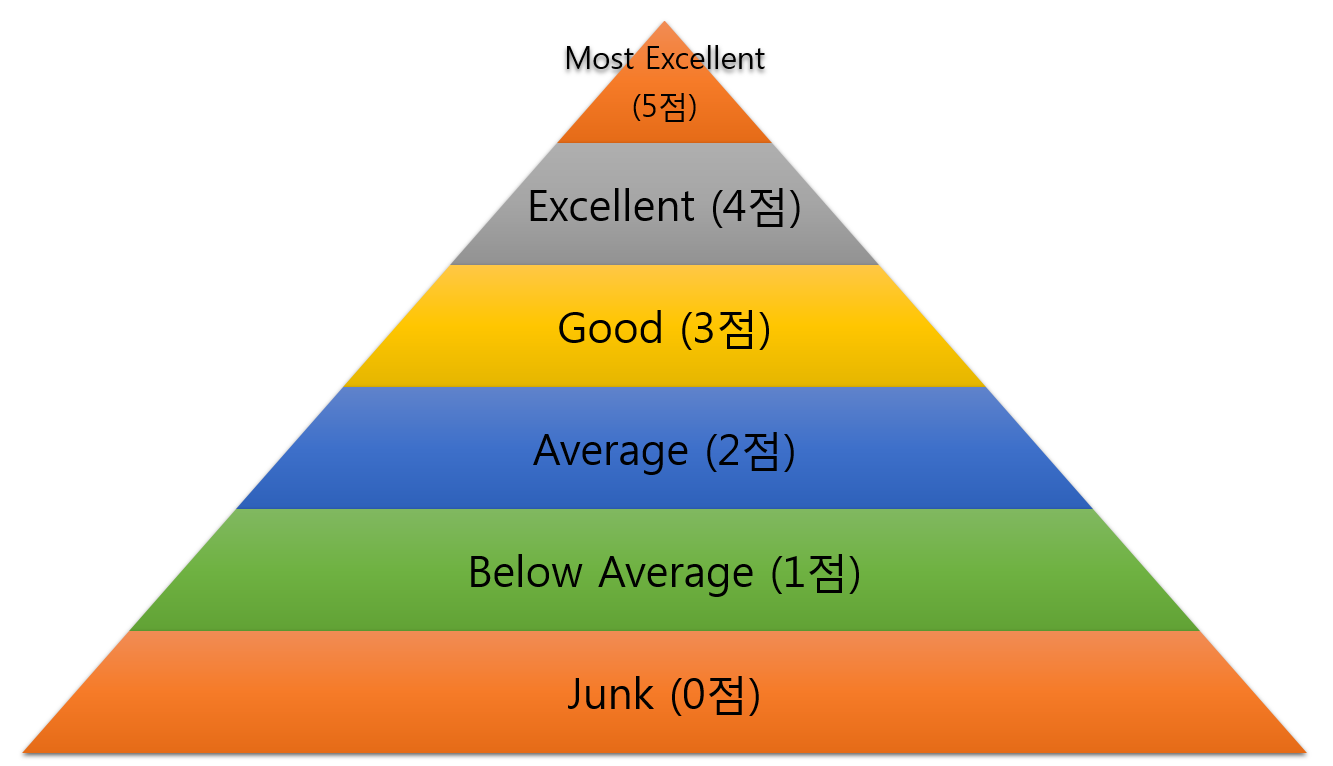 Most Excellent
(5점)
Excellent (4점)
Good (3점)
Average (2점)
Below Average (1점)
Junk (0점)